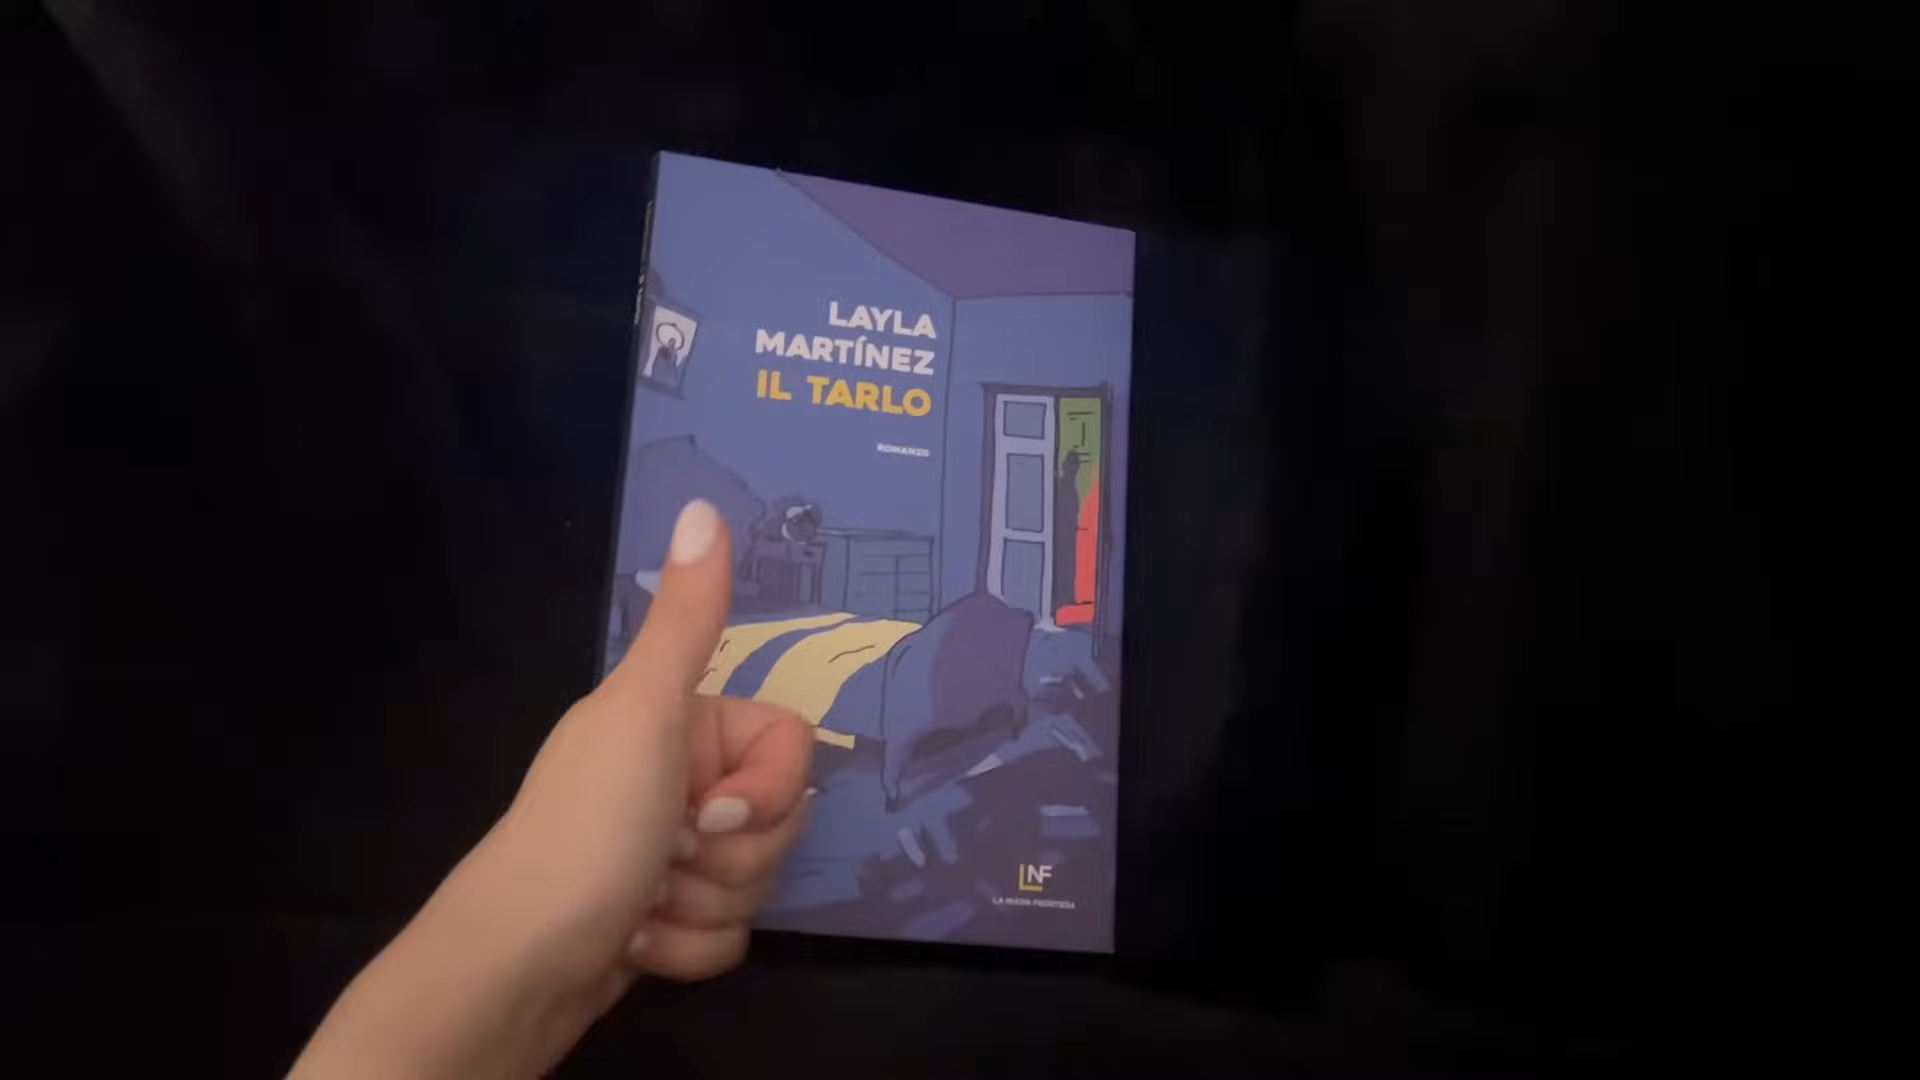 LAYLA
MARTÍNEZ
IL TARLO
ROMANZO
LNF
LA NUOVA FRONTIERA